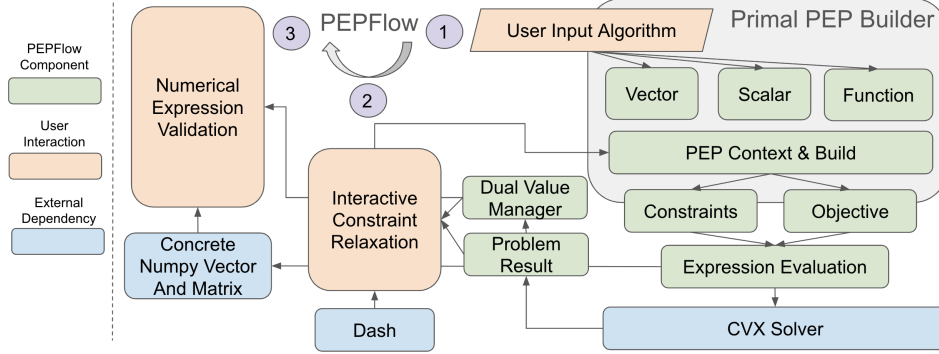 PEPFlow
Component
User
Interaction
External
Dependency
Numerical
Expression
Validation
3
PEPFlow
1
2
User Input Algorithm
Primal PEP Builder
Vector
Scalar
Function
PEP Context & Build
Interactive
Constraint
Relaxation
Dual Value
Manager
Constraints
Objective
Concrete
Numpy Vector
And Matrix
Problem
Result
Expression Evaluation
Dash
CVX Solver